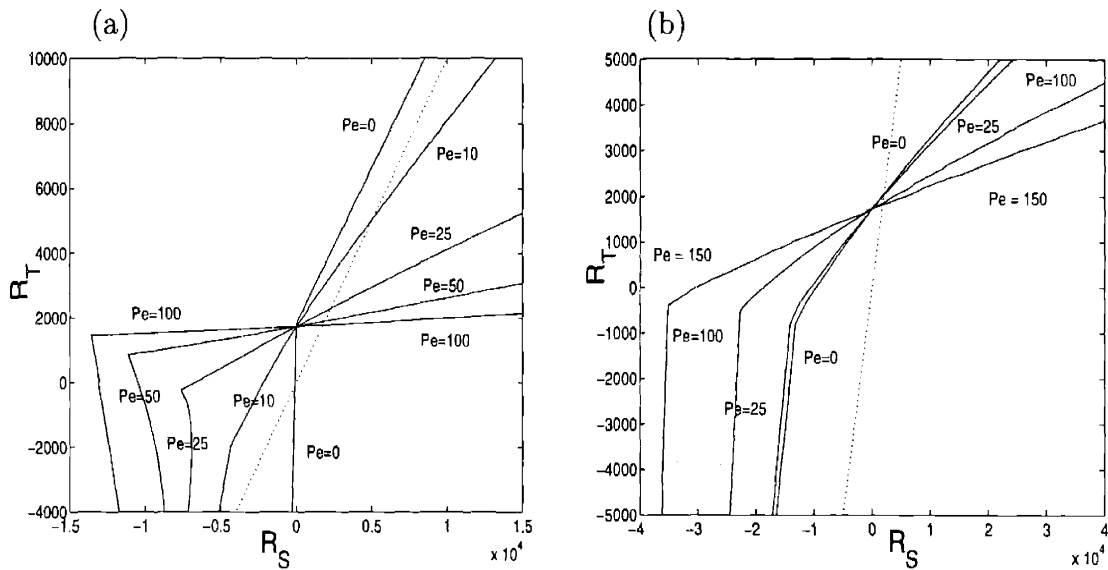 (a)
(b)
10000
8000
6000
4000
2000
0
-2000
-4000
R_T
Pe=0
Pe=10
Pe=25
Pe=50
Pe=100
Pe=100
Pe=50
Pe=10
Pe=25
Pe=0
-1.5
-1
-0.5
0
0.5
1
1.5
R_S
x 10^4
5000
4000
3000
2000
1000
0
-1000
-2000
-3000
-4000
-5000
R_T
Pe=100
Pe=25
Pe=0
Pe = 150
Pe = 150
Pe=100
Pe=0
Pe=25
-4
-3
-2
-1
0
1
2
3
4
R_S
x 10^4